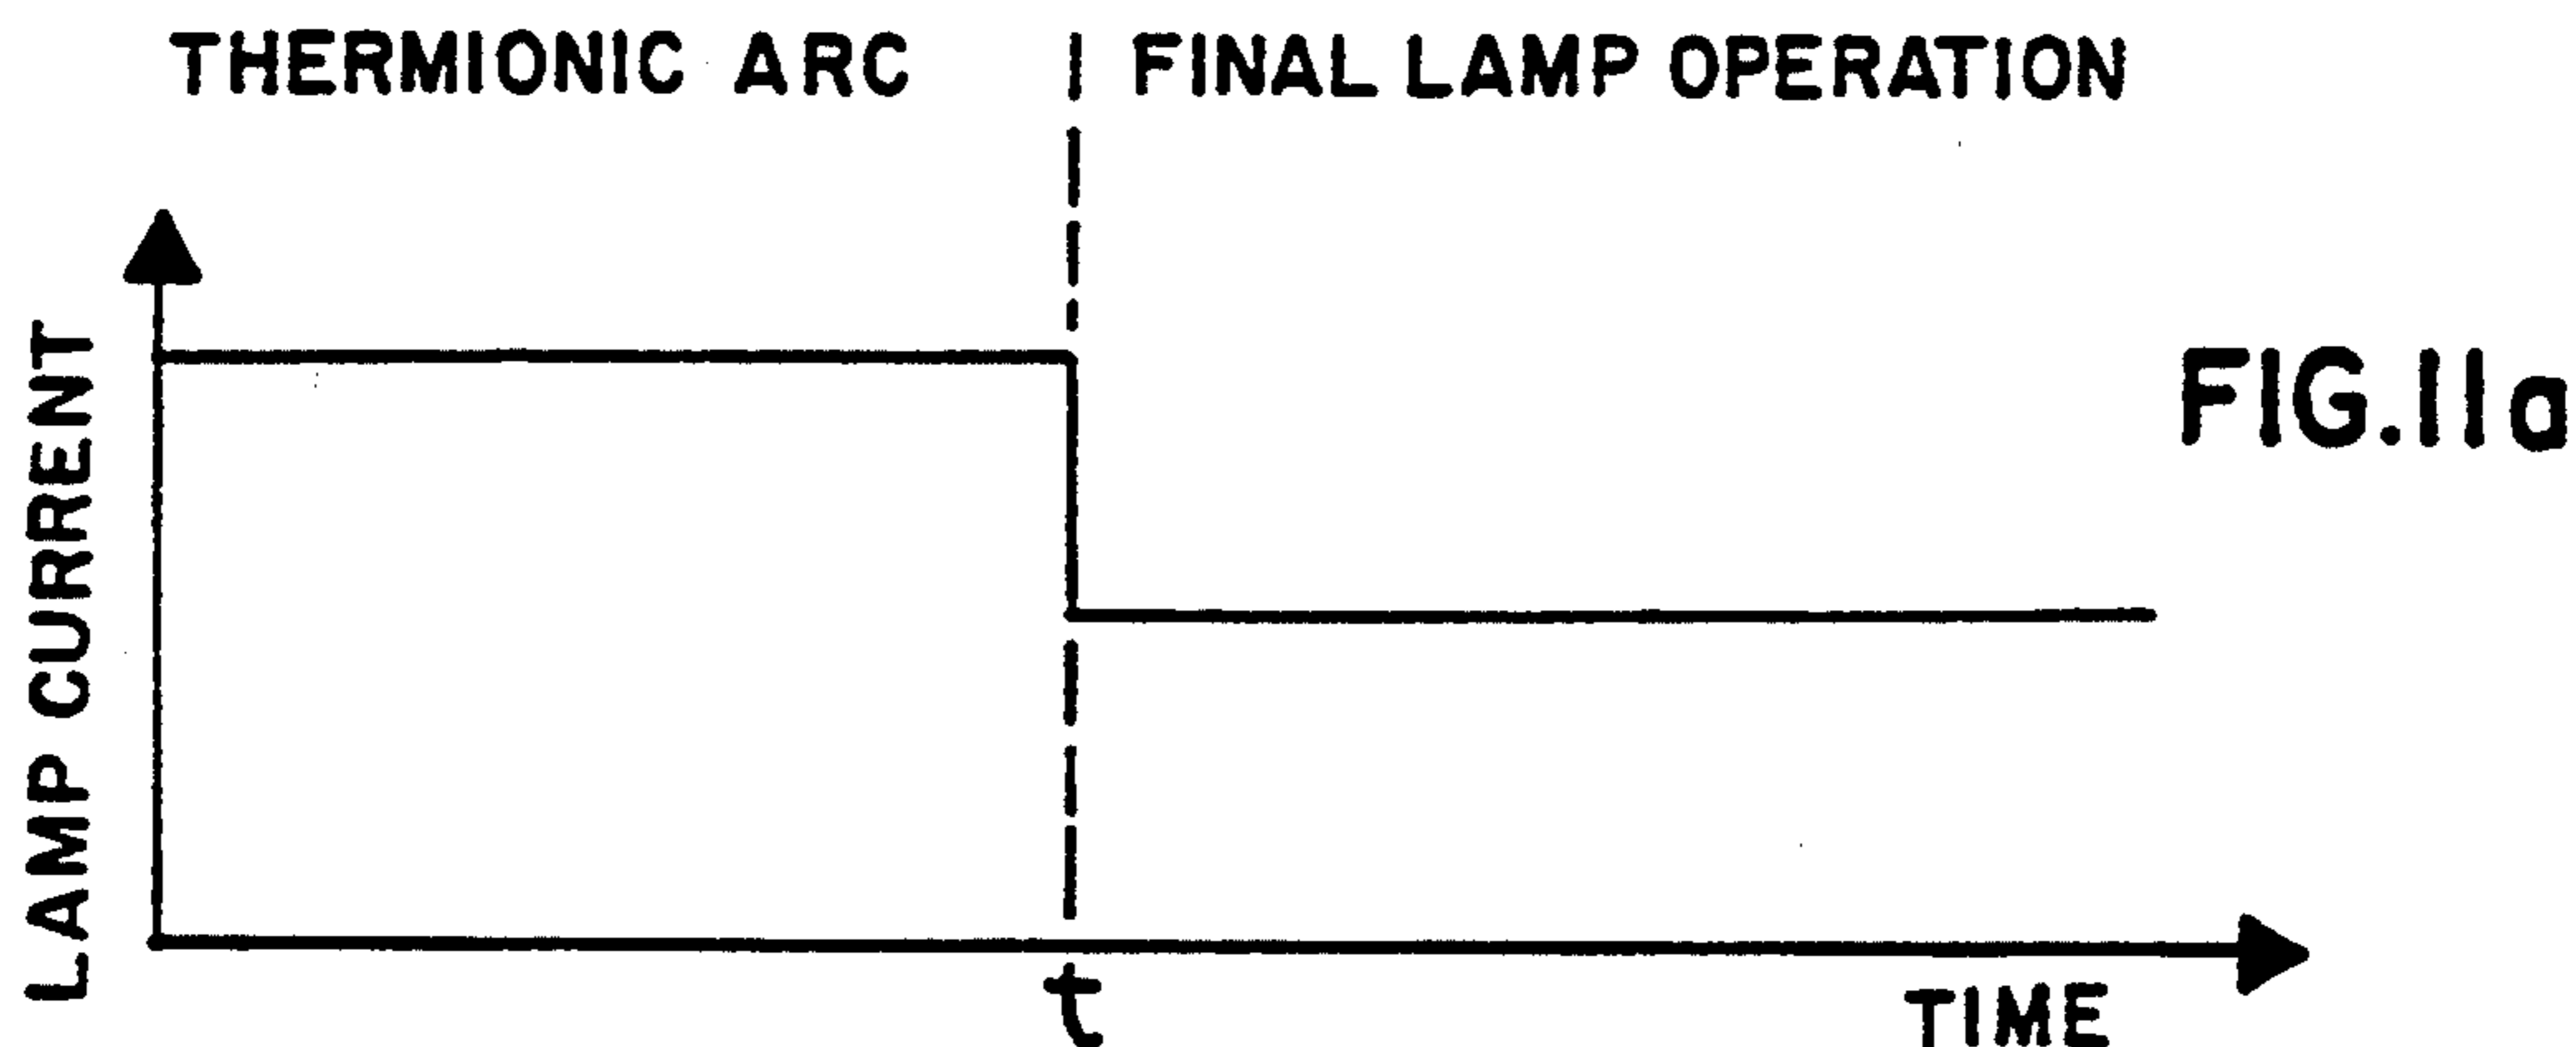 THERMIONIC ARC
FINAL LAMP OPERATION
LAMP CURRENT
FIG.11a
t
TIME